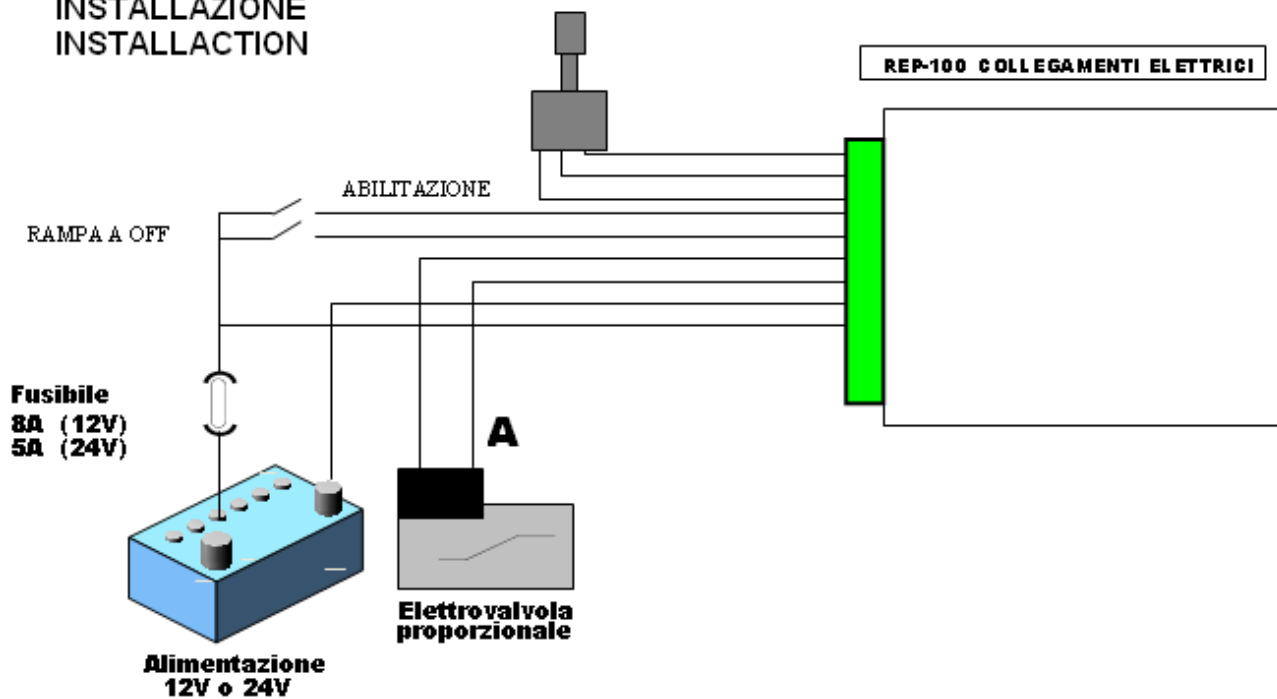 INSTALLAZIONE
INSTALLACTION
REP-100 COLLEGAMENTI ELETTRICI
ABILITAZIONE
RAMPA A OFF
Fusibile
8A (12V)
5A (24V)
A
Elettrovalvola
proporzionale
Alimentazione
12V o 24V